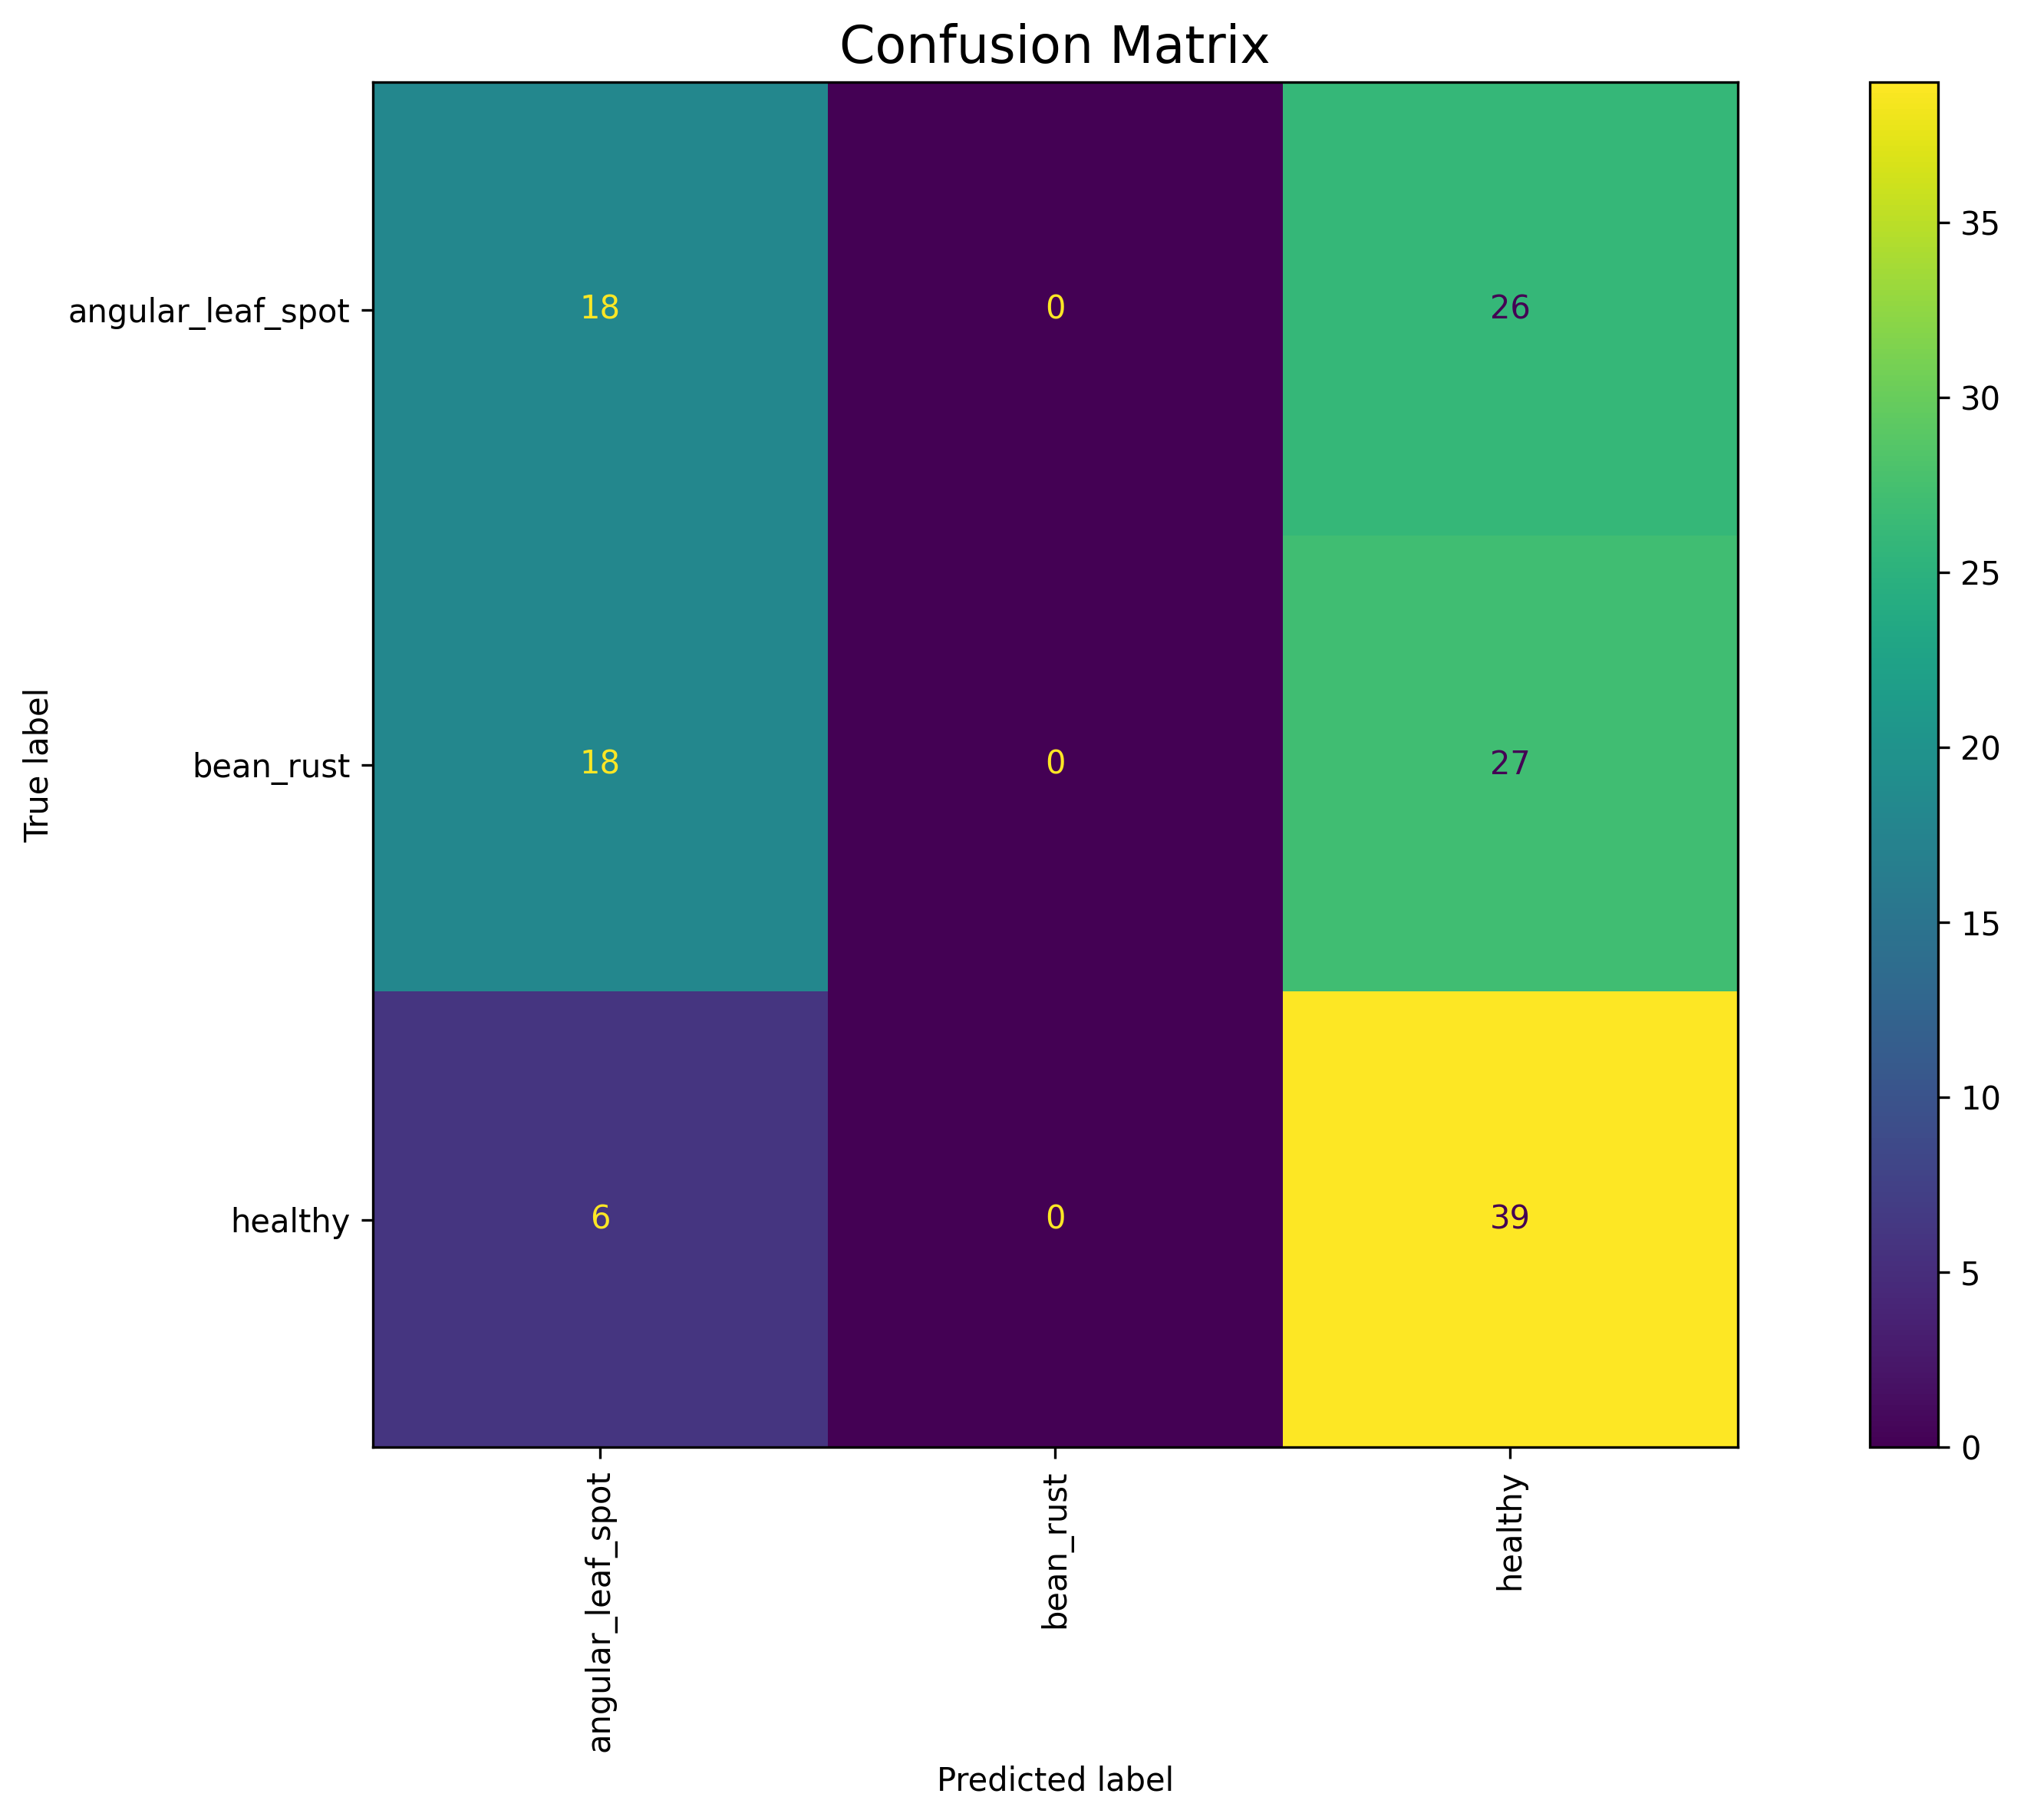 Confusion Matrix
True label
angular_leaf_spot
18
0
26
bean_rust
18
0
27
healthy
6
0
39
angular_leaf_spot
bean_rust
healthy
Predicted label
35
30
25
20
15
10
5
0